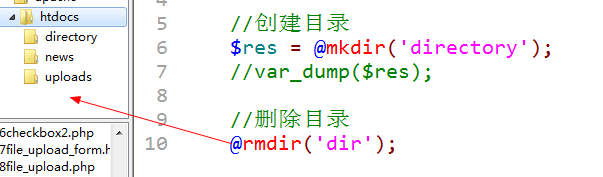 htdocs
directory
news
uploads
6checkbox2.php
7file_upload_form.h
8file_upload.php
5 //创建目录
6 $res = @mkdir('directory');
7 //var_dump($res);
8
9 //删除目录
10 @rmdir('dir');